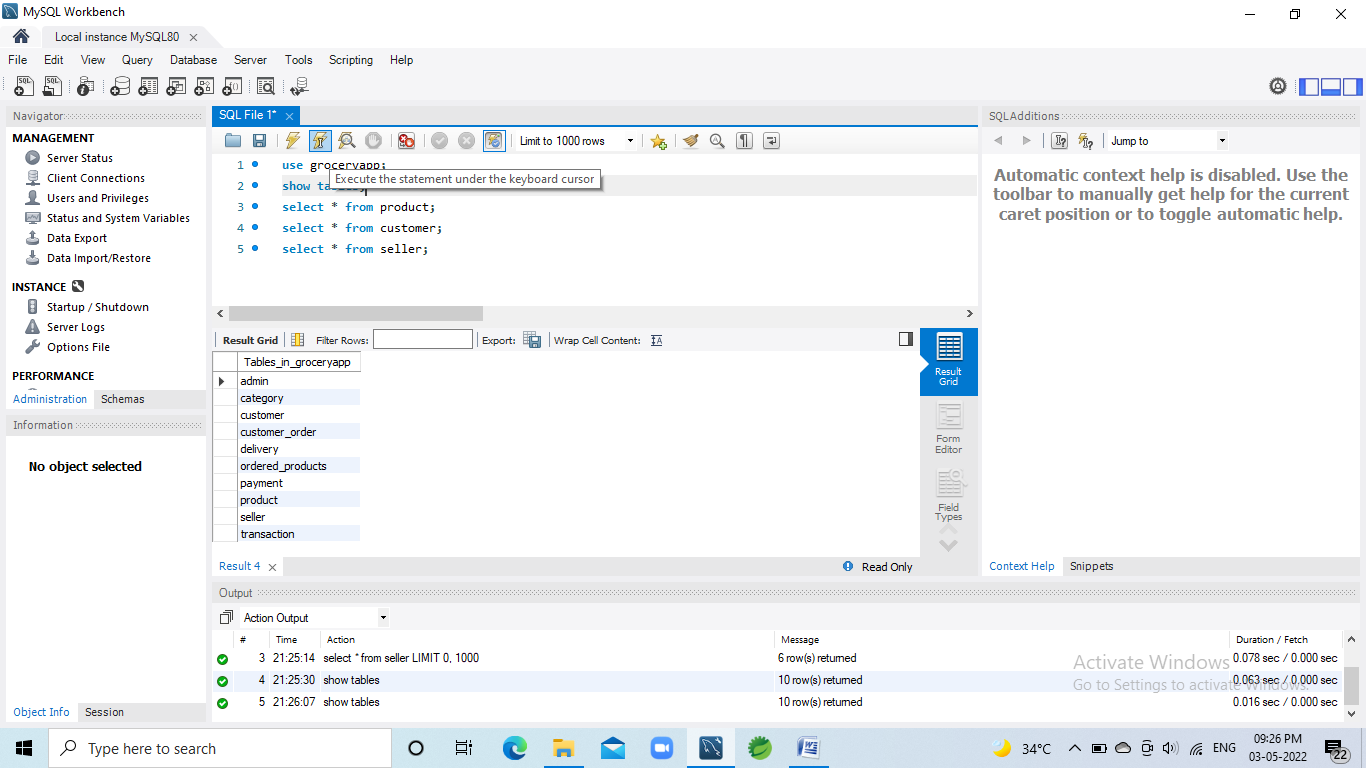 MySQL Workbench
Local instance MySQL80
File Edit View Query Database Server Tools Scripting Help
Navigator
MANAGEMENT
Server Status
Client Connections
Users and Privileges
Status and System Variables
Data Export
Data Import/Restore
INSTANCE
Startup / Shutdown
Server Logs
Options File
PERFORMANCE
Administration Schemas
Information
No object selected
Object Info Session
SQL File 1*
Limit to 1000 rows
1 use groceryapp;
2 show
Execute the statement under the keyboard cursor
3 select * from product;
4 select * from customer;
5 select * from seller;
Result Grid Filter Rows: Export: Wrap Cell Content:
Tables_in_groceryapp
admin
category
customer
customer_order
delivery
ordered_products
payment
product
seller
transaction
Result Grid
Form Editor
Field Types
Result 4 Read Only
SQLAdditions
Jump to
Automatic context help is disabled. Use the
toolbar to manually get help for the current
caret position or to toggle automatic help.
Context Help Snippets
Output
Action Output
# Time Action Message Duration / Fetch
3 21:25:14 select * from seller LIMIT 0, 1000 6 row(s) returned 0.078 sec / 0.000 sec
4 21:25:30 show tables 10 row(s) returned 0.063 sec / 0.000 sec
5 21:26:07 show tables 10 row(s) returned 0.016 sec / 0.000 sec
Activate Windows
Go to Settings to activate Windows.
Type here to search
34°C ENG 09:26 PM
03-05-2022
22